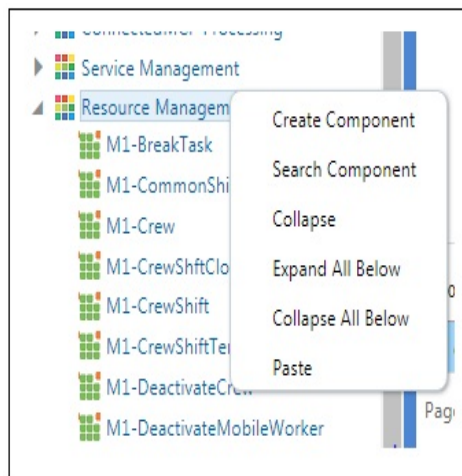 Service Management
Resource Managem
M1-BreakTask
M1-CommonShi
M1-Crew
M1-CrewShftClo
M1-CrewShift
M1-CrewShiftTe
M1-DeactivateCrew
M1-DeactivateMobileWorker
Create Component
Search Component
Collapse
Expand All Below
Collapse All Below
Paste
Pag